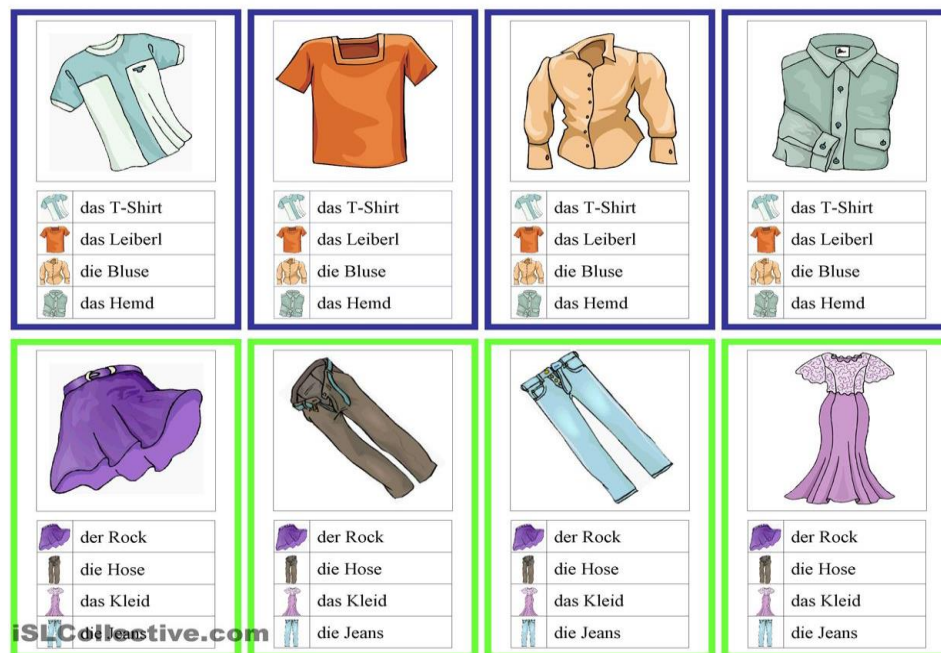 das T-Shirt
das Leiberl
die Bluse
das Hemd
das T-Shirt
das Leiberl
die Bluse
das Hemd
das T-Shirt
das Leiberl
die Bluse
das Hemd
das T-Shirt
das Leiberl
die Bluse
das Hemd
der Rock
die Hose
das Kleid
die Jeans
der Rock
die Hose
das Kleid
die Jeans
der Rock
die Hose
das Kleid
die Jeans
der Rock
die Hose
das Kleid
die Jeans
iSLCollective.com